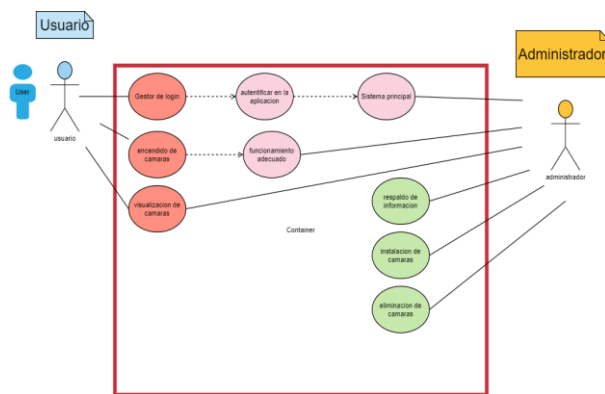 Usuario
Administrador
User
usuario
Gestor de login
autentificar en la
aplicacion
Sistema principal
encendido de
camaras
funcionamiento
adecuado
administrador
visualizacion de
camaras
respaldo de
informacion
Container
instalacion de
camaras
eliminacion de
camaras